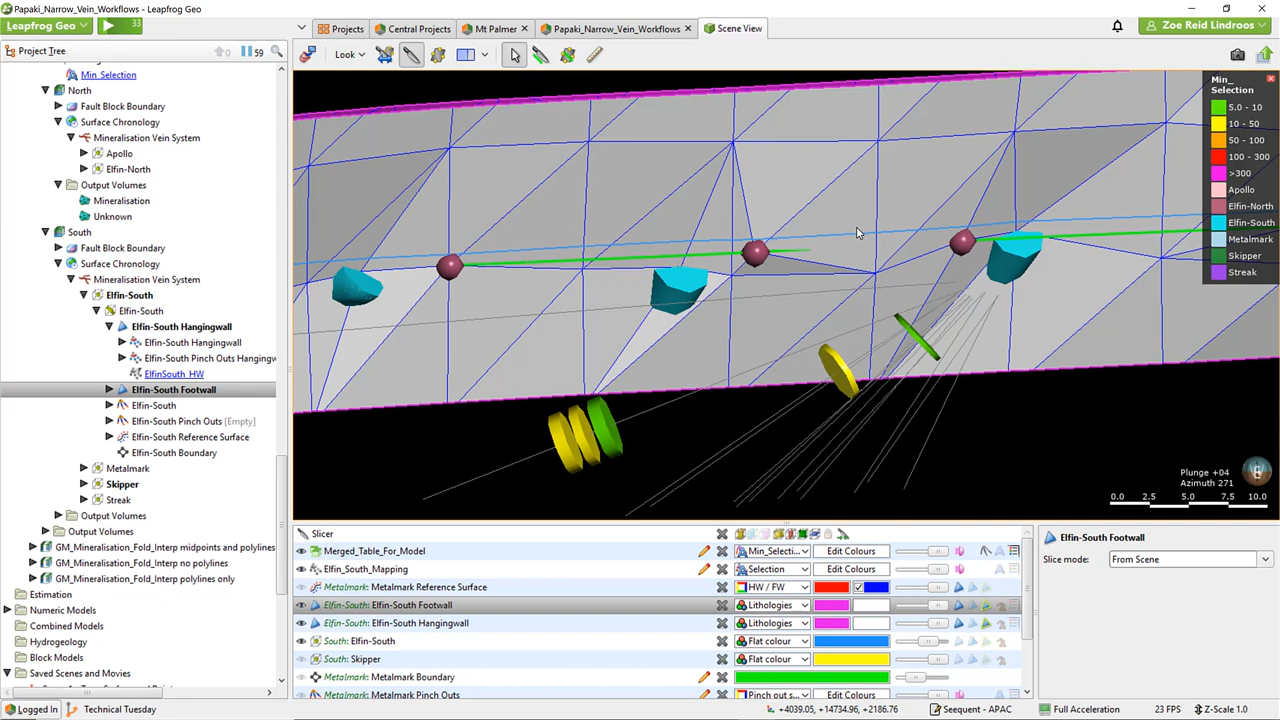 Papaki_Narrow_Vein_Workflows - Leapfrog Geo
Leapfrog Geo
33
Projects
Central Projects
Mt Palmer
Papaki_Narrow_Vein_Workflows
Scene View
Zoe Reid Lindroos
Project Tree
0
59
Look
Min_Selection
North
Fault Block Boundary
Surface Chronology
Mineralisation Vein System
Apollo
Elfin-North
Output Volumes
Mineralisation
Unknown
South
Fault Block Boundary
Surface Chronology
Mineralisation Vein System
Elfin-South
Elfin-South
Elfin-South Hangingwall
Elfin-South Hangingwall
Elfin-South Pinch Outs Hangingw
ElfinSouth_HW
Elfin-South Footwall
Elfin-South
Elfin-South Pinch Outs [Empty]
Elfin-South Reference Surface
Elfin-South Boundary
Metalmark
Skipper
Streak
Output Volumes
Output Volumes
GM_Mineralisation_Fold_Interp midpoints and polylines
GM_Mineralisation_Fold_Interp no polylines
GM_Mineralisation_Fold_Interp polylines only
Estimation
Numeric Models
Combined Models
Hydrogeology
Block Models
Saved Scenes and Movies
Min_
Selection
5.0 - 10
10 - 50
50 - 100
100 - 300
>300
Apollo
Elfin-North
Elfin-South
Metalmark
Skipper
Streak
Plunge +04
Azimuth 271
0.0 2.5 5.0 7.5 10.0
Slicer
Merged_Table_For_Model Min_Selecti... Edit Colours
Elfin_South_Mapping Selection Edit Colours
Metalmark: Metalmark Reference Surface HW / FW
Elfin-South: Elfin-South Footwall Lithologies
Elfin-South: Elfin-South Hangingwall Lithologies
South: Elfin-South Flat colour
South: Skipper Flat colour
Metalmark: Metalmark Boundary
Metalmark: Metalmark Pinch Outs Pinch out s... Edit Colours
Elfin-South Footwall
Slice mode: From Scene
Logged In
Technical Tuesday
+4039.05, +14734.96, +2186.76
Seequent - APAC
Full Acceleration
23 FPS
Z-Scale 1.0